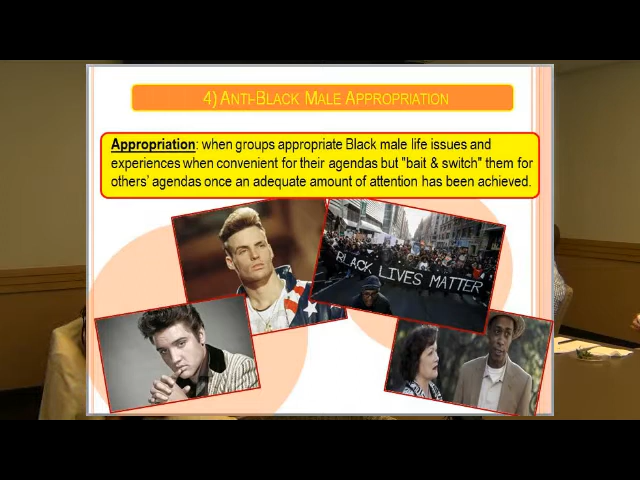 4) ANTI-BLACK MALE APPROPRIATION
Appropriation: when groups appropriate Black male life issues and
experiences when convenient for their agendas but "bait & switch" them for
others' agendas once an adequate amount of attention has been achieved.
BLACK LIVES MATTER